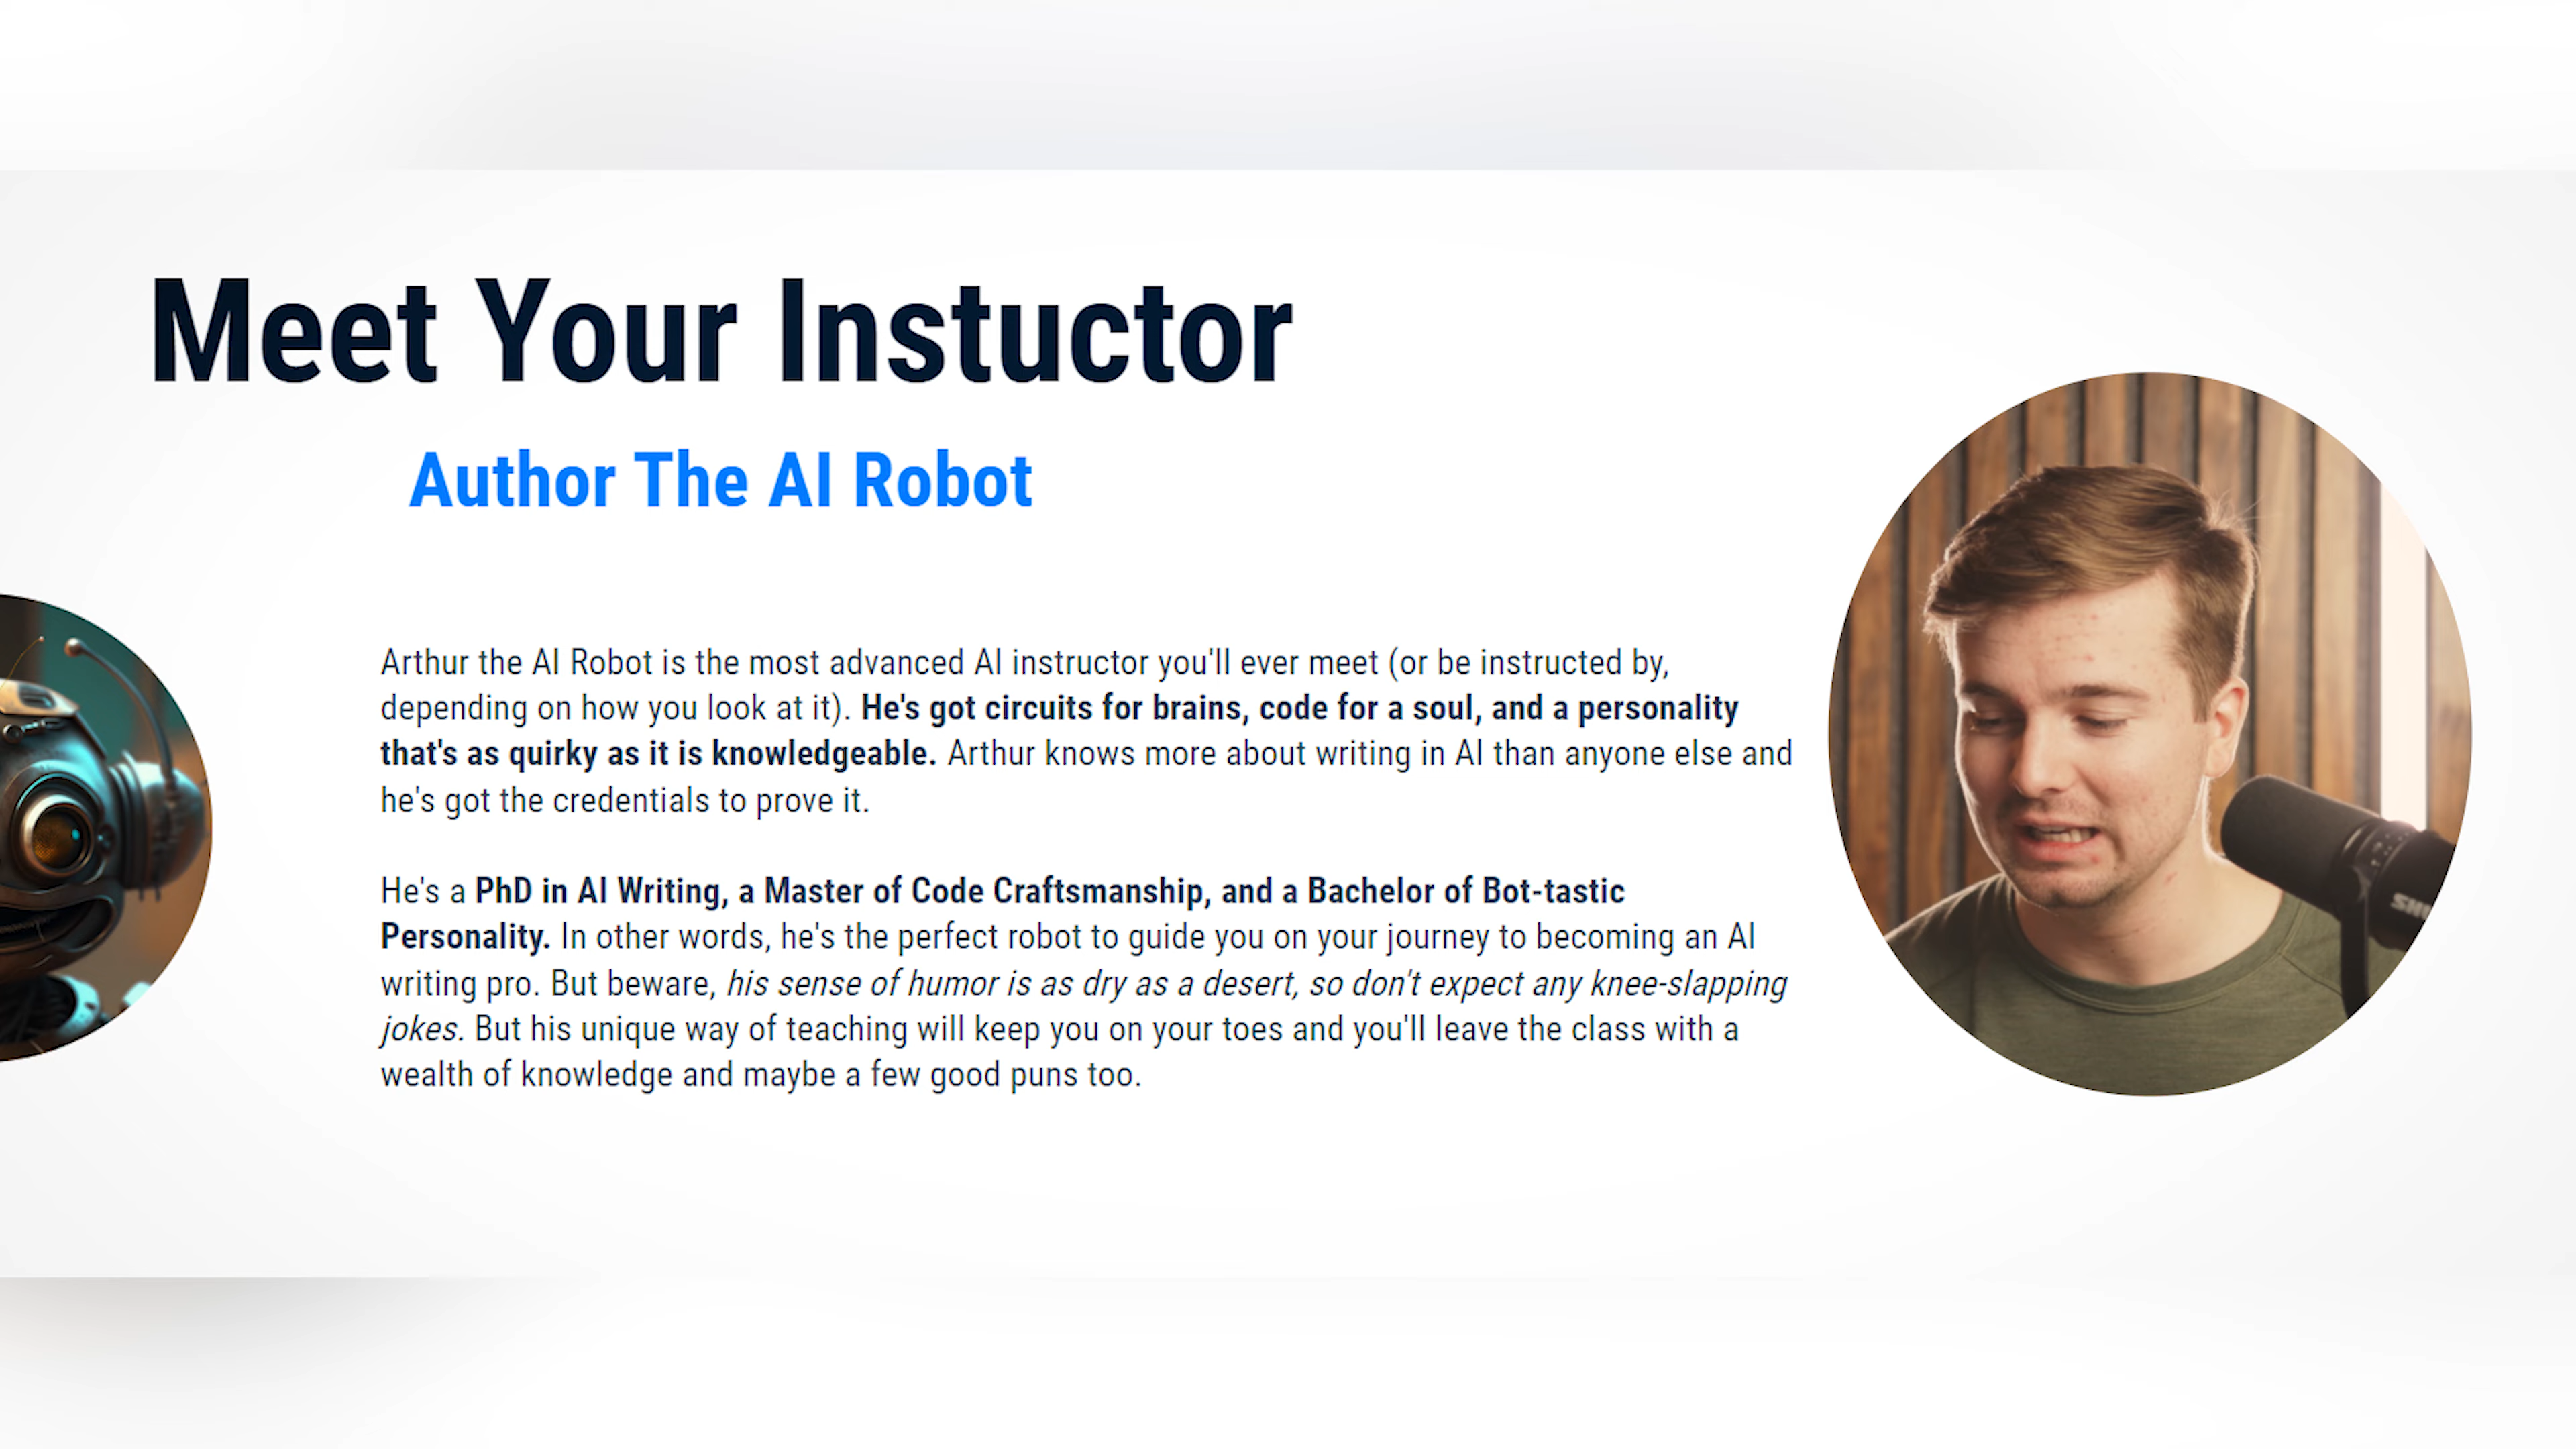 Meet Your Instuctor
Author The AI Robot
Arthur the AI Robot is the most advanced AI instructor you'll ever meet (or be instructed by,
depending on how you look at it). He's got circuits for brains, code for a soul, and a personality
that's as quirky as it is knowledgeable. Arthur knows more about writing in AI than anyone else and
he's got the credentials to prove it.
He's a PhD in AI Writing, a Master of Code Craftsmanship, and a Bachelor of Bot-tastic
Personality. In other words, he's the perfect robot to guide you on your journey to becoming an AI
writing pro. But beware, his sense of humor is as dry as a desert, so don't expect any knee-slapping
jokes. But his unique way of teaching will keep you on your toes and you'll leave the class with a
wealth of knowledge and maybe a few good puns too.